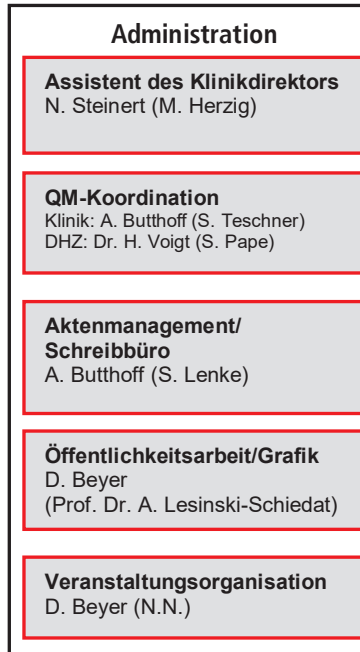 Administration
Assistent des Klinikdirektors
N. Steinert (M. Herzig)
QM-Koordination
Klinik: A. Butthoff (S. Teschner)
DHZ: Dr. H. Voigt (S. Pape)
Aktenmanagement/
Schreibbüro
A. Butthoff (S. Lenke)
Öffentlichkeitsarbeit/Grafik
D. Beyer
(Prof. Dr. A. Lesinski-Schiedat)
Veranstaltungsorganisation
D. Beyer (N.N.)